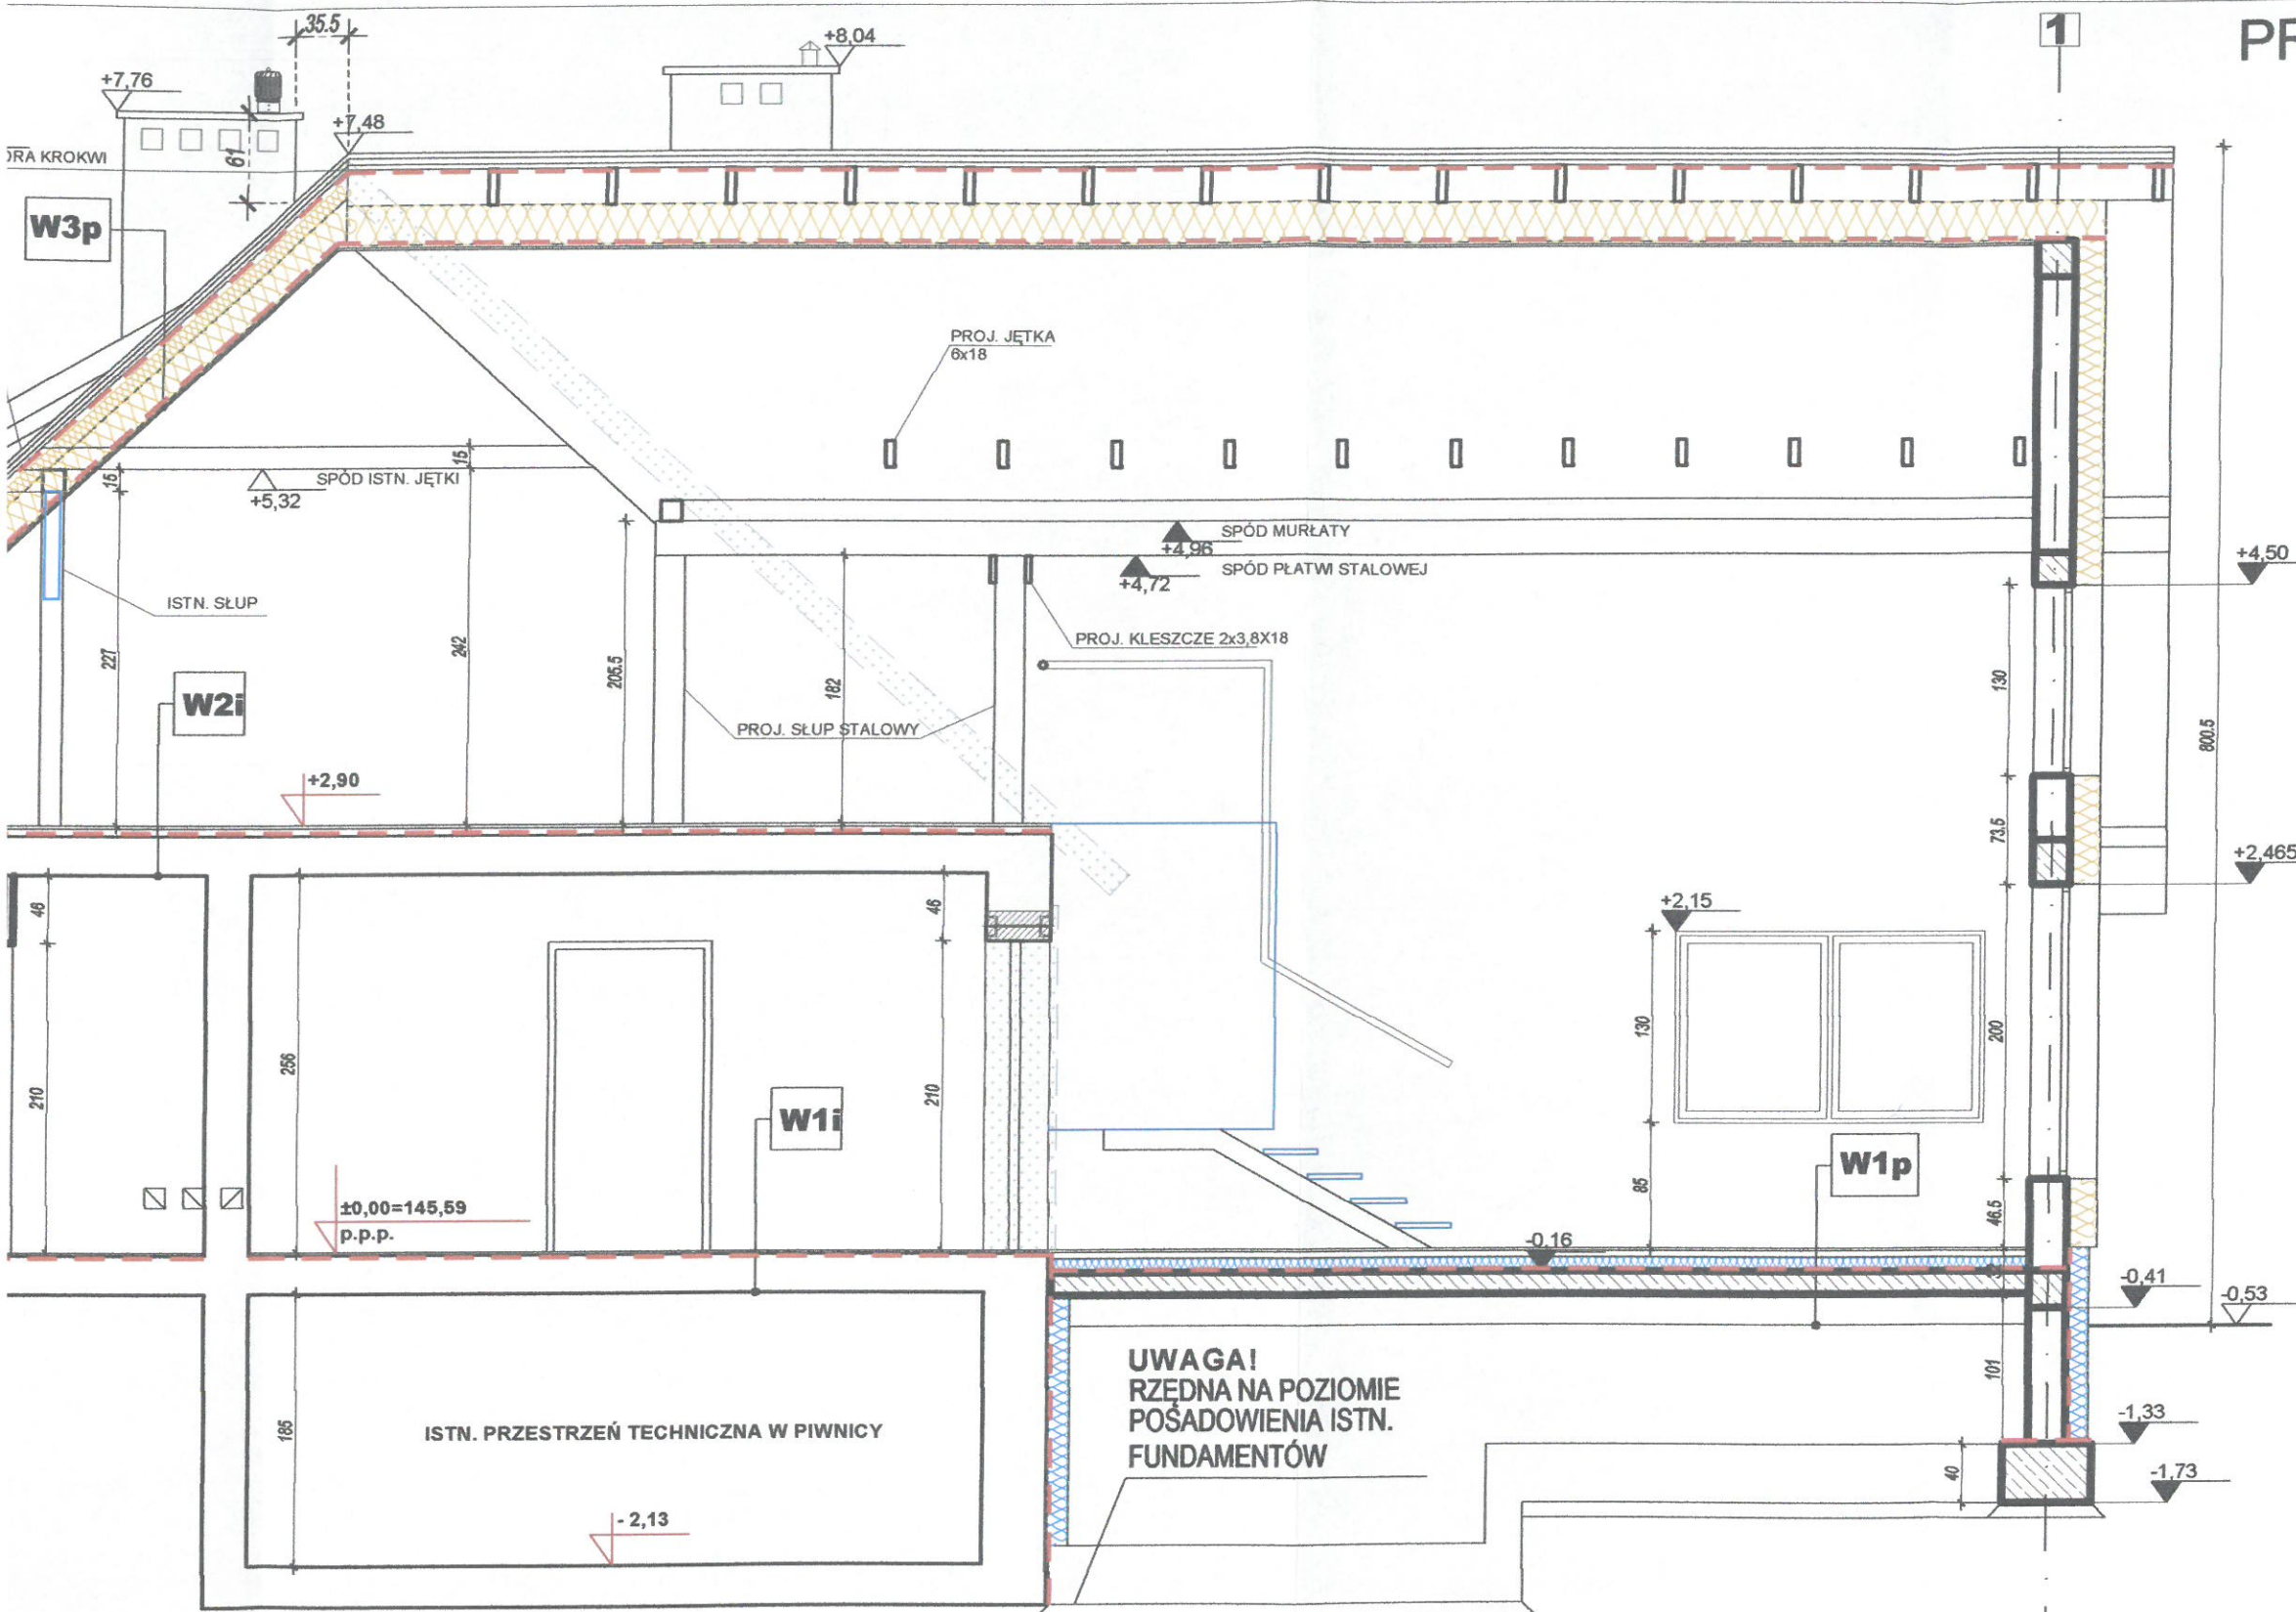 35.5
+8,04
1
+7,76
+7,48
61
W3p
PROJ. JĘTKA
6x18
15
15
SPÓD ISTN. JĘTKI
+5,32
SPÓD MURŁATY
+4,96
SPÓD PŁATWI STALOWEJ
+4,72
+4,50
ISTN. SŁUP
PROJ. KLESZCZE 2x3,8X18
227
242
205.5
182
130
W2i
PROJ. SŁUP STALOWY
800.5
+2,90
73.5
+2,465
46
46
+2,15
130
200
256
210
210
W1i
W1p
85
46.5
±0,00=145,59
p.p.p.
-0,16
-0,41
-0,53
UWAGA!
RZĘDNA NA POZIOMIE
POSADOWIENIA ISTN.
FUNDAMENTÓW
101
185
ISTN. PRZESTRZEŃ TECHNICZNA W PIWNICY
-1,33
40
-1,73
- 2,13